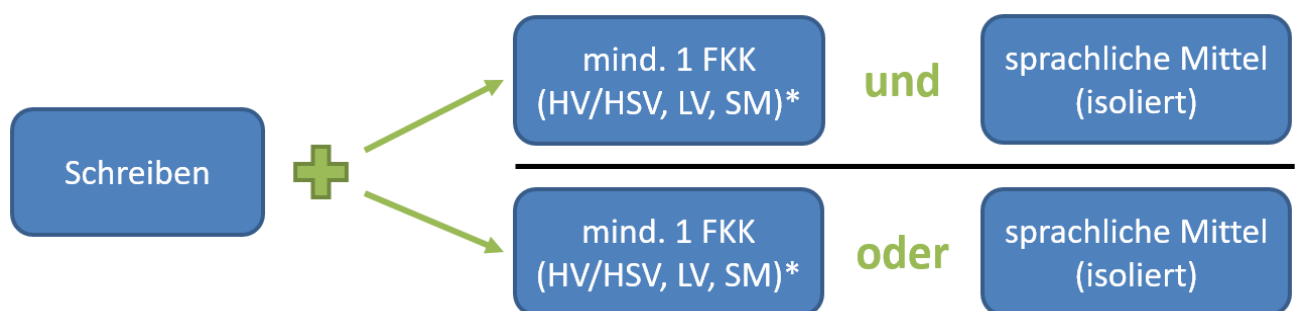 Schreiben
mind. 1 FKK
(HV/HSV, LV, SM)*
und
sprachliche Mittel
(isoliert)
mind. 1 FKK
(HV/HSV, LV, SM)*
oder
sprachliche Mittel
(isoliert)